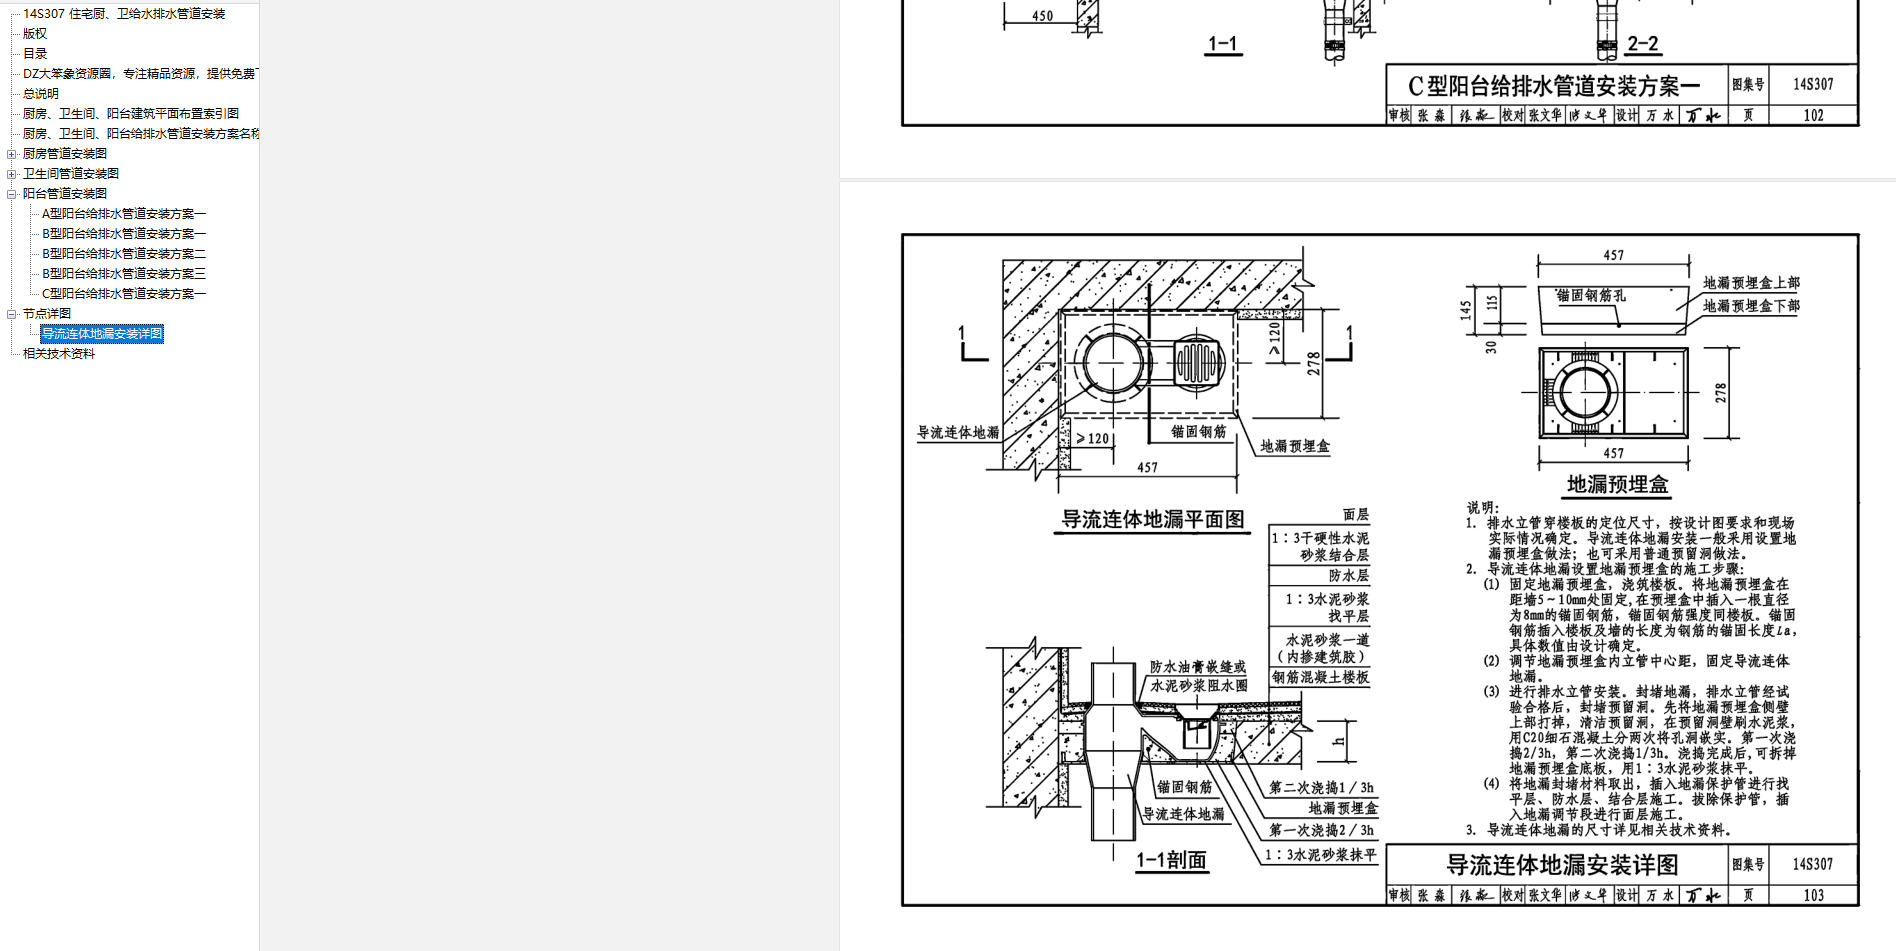 14S307 住宅厨、卫给水排水管道安装
版权
目录
DZ大笨象资源圈，专注精品资源，提供免费下
总说明
厨房、卫生间、阳台建筑平面布置索引图
厨房、卫生间、阳台给排水管道安装方案名称
厨房管道安装图
卫生间管道安装图
阳台管道安装图
A型阳台给排水管道安装方案一
B型阳台给排水管道安装方案一
B型阳台给排水管道安装方案二
B型阳台给排水管道安装方案三
C型阳台给排水管道安装方案一
节点详图
导流连体地漏安装详图
相关技术资料
450
1-1
2-2
C型阳台给排水管道安装方案一
图集号
14S307
审核 张淼 校对 张文华 设计 万水 万水
页
102
1
1
≥120
278
导流连体地漏
≥120
锚固钢筋
地漏预埋盒
457
导流连体地漏平面图
457
145
115
30
锚固钢筋孔
地漏预埋盒上部
地漏预埋盒下部
278
457
地漏预埋盒
面层
1：3干硬性水泥
砂浆结合层
防水层
1：3水泥砂浆
找平层
水泥砂浆一道
（内掺建筑胶）
钢筋混凝土楼板
防水油膏嵌缝或
水泥砂浆阻水圈
h
锚固钢筋
导流连体地漏
第二次浇捣1／3h
地漏预埋盒
第一次浇捣2／3h
1：3水泥砂浆抹平
1-1剖面
说明：
1. 排水立管穿楼板的定位尺寸，按设计图要求和现场
实际情况确定。导流连体地漏安装一般采用设置地
漏预埋盒做法；也可采用普通预留洞做法。
2. 导流连体地漏设置地漏预埋盒的施工步骤：
(1) 固定地漏预埋盒，浇筑楼板。将地漏预埋盒在
距墙5～10mm处固定,在预埋盒中插入一根直径
为8mm的锚固钢筋，锚固钢筋强度同楼板。锚固
钢筋插入楼板及墙的长度为钢筋的锚固长度la，
具体数值由设计确定。
(2) 调节地漏预埋盒内立管中心距，固定导流连体
地漏。
(3) 进行排水立管安装。封堵地漏，排水立管经试
验合格后，封堵预留洞。先将地漏预埋盒侧壁
上部打掉，清洁预留洞，在预留洞壁刷水泥浆，
用C20细石混凝土分两次将孔洞嵌实。第一次浇
捣2/3h，第二次浇捣1/3h。浇捣完成后,可拆掉
地漏预埋盒底板，用1：3水泥砂浆抹平。
(4) 将地漏封堵材料取出，插入地漏保护管进行找
平层、防水层、结合层施工。拔除保护管，插
入地漏调节段进行面层施工。
3. 导流连体地漏的尺寸详见相关技术资料。
导流连体地漏安装详图
图集号
14S307
审核 张淼 校对 张文华 设计 万水 万水
页
103